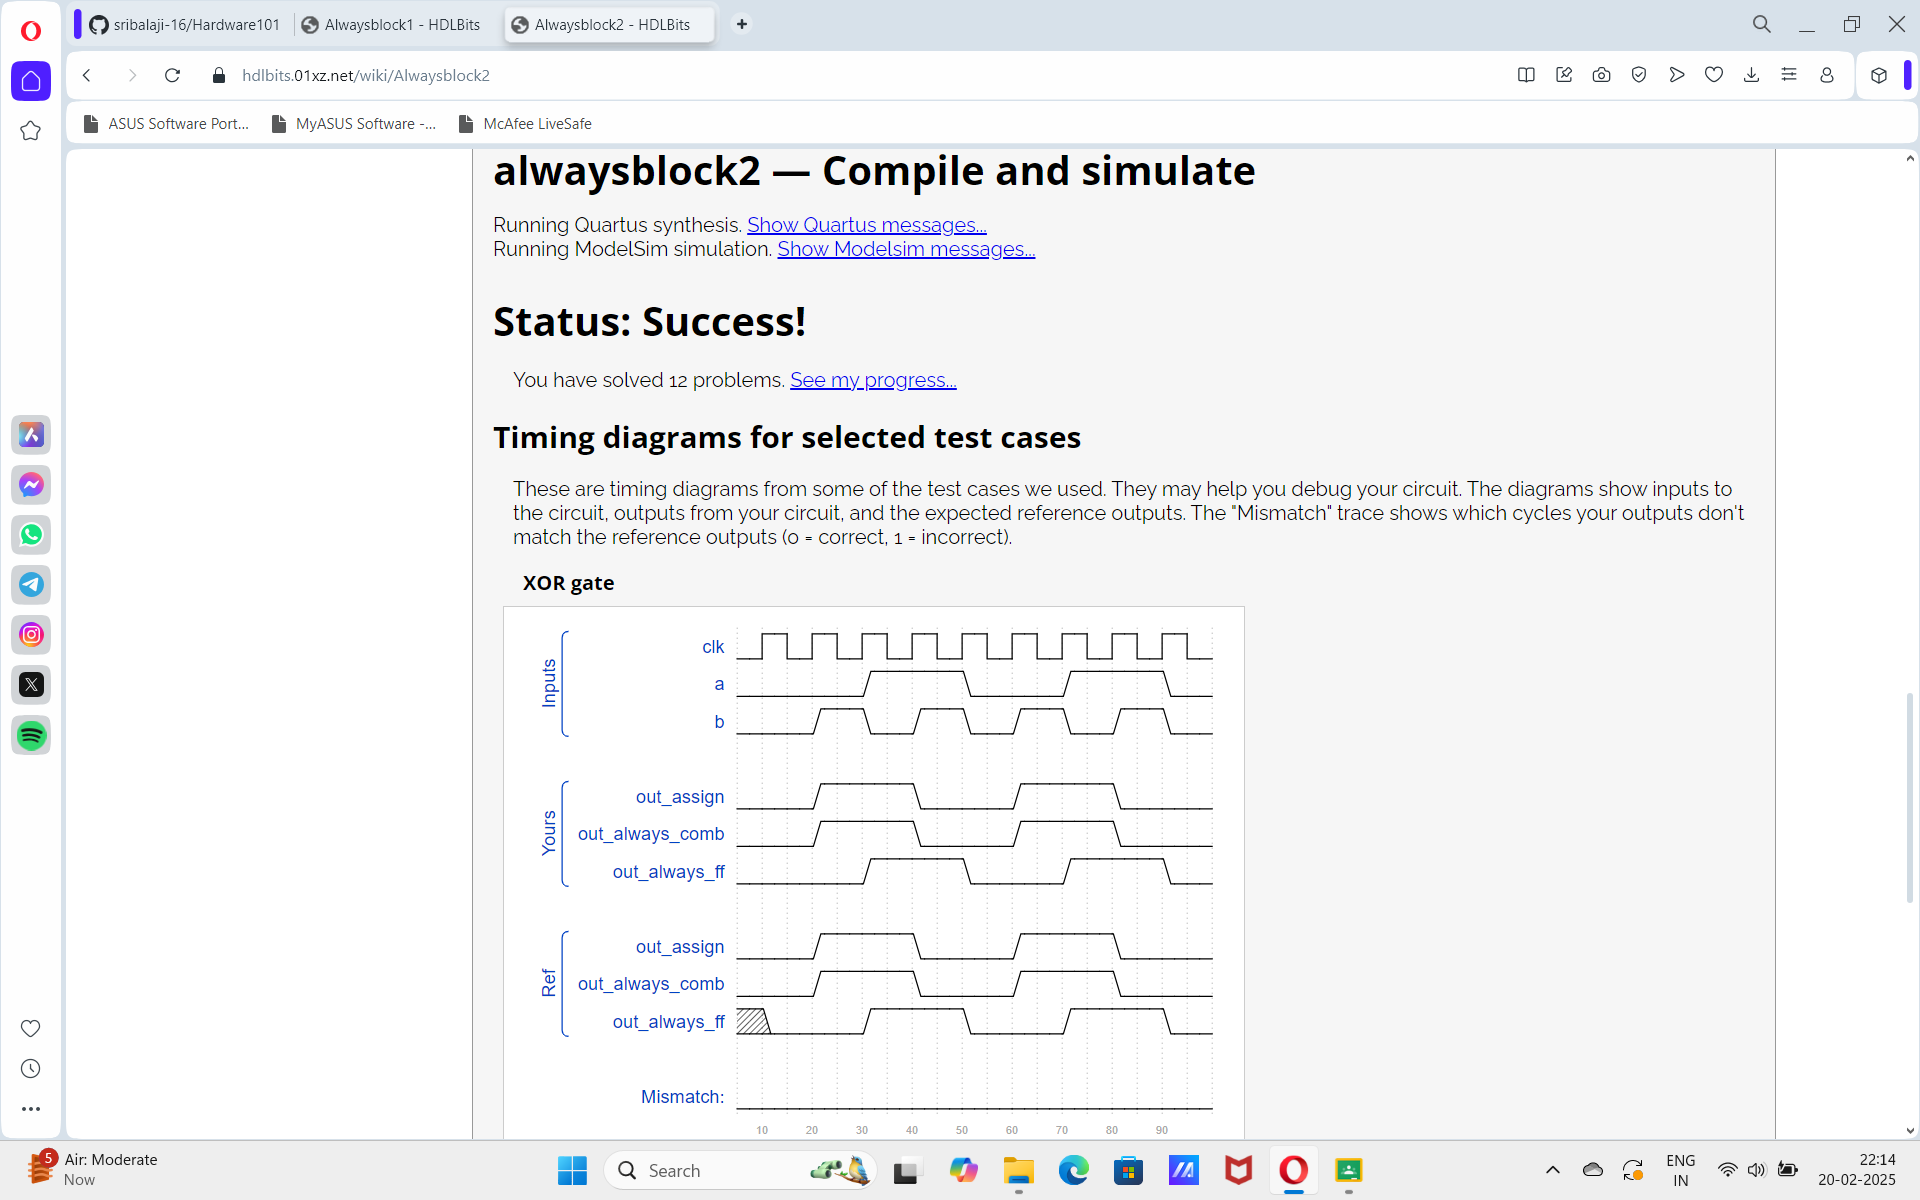 sribalaji-16/Hardware101
Alwaysblock1 - HDLBits
Alwaysblock2 - HDLBits
hdlbits.01xz.net/wiki/Alwaysblock2
ASUS Software Port...
MyASUS Software -...
McAfee LiveSafe
alwaysblock2 — Compile and simulate
Running Quartus synthesis. Show Quartus messages...
Running ModelSim simulation. Show Modelsim messages...
Status: Success!
You have solved 12 problems. See my progress...
Timing diagrams for selected test cases
These are timing diagrams from some of the test cases we used. They may help you debug your circuit. The diagrams show inputs to
the circuit, outputs from your circuit, and the expected reference outputs. The "Mismatch" trace shows which cycles your outputs don't
match the reference outputs (0 = correct, 1 = incorrect).
XOR gate
Inputs
clk
a
b
Yours
out_assign
out_always_comb
out_always_ff
Ref
out_assign
out_always_comb
out_always_ff
Mismatch:
10 20 30 40 50 60 70 80 90
5
Air: Moderate
Now
Search
ENG
IN
22:14
20-02-2025